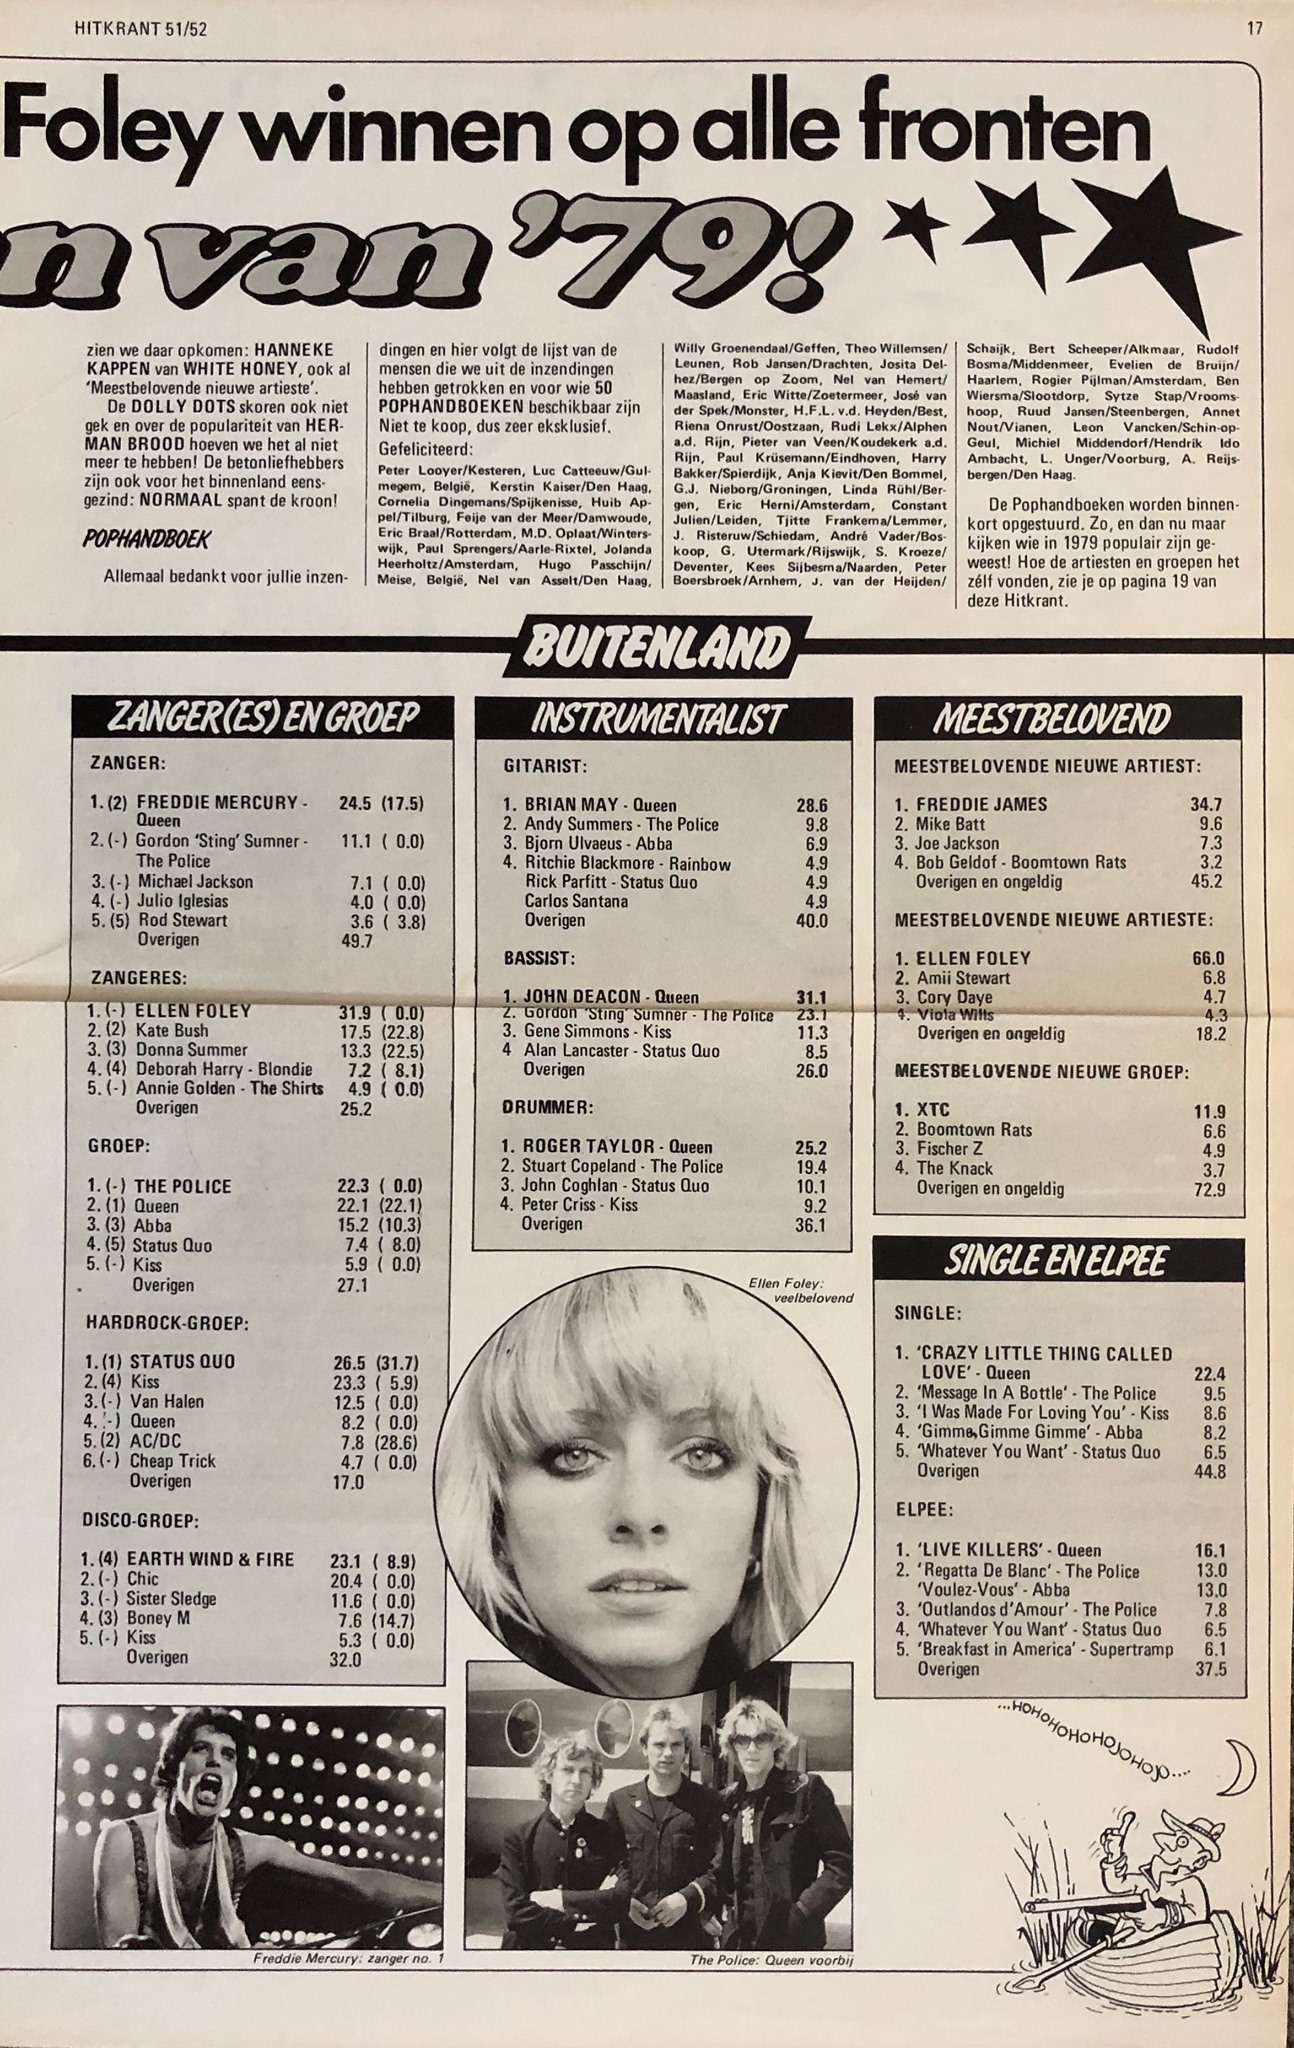 HITKRANT 51/52
17
Foley winnen op alle fronten
n van '79!
zien we daar opkomen: HANNEKE
KAPPEN van WHITE HONEY, ook al
'Meestbelovende nieuwe artieste'.
De DOLLY DOTS skoren ook niet
gek en over de populariteit van HER-
MAN BROOD hoeven we het al niet
meer te hebben! De betonliefhebbers
zijn ook voor het binnenland eens-
gezind: NORMAAL spant de kroon!
POPHANDBOEK
Allemaal bedankt voor jullie inzen-
dingen en hier volgt de lijst van de
mensen die we uit de inzendingen
hebben getrokken en voor wie 50
POPHANDBOEKEN beschikbaar zijn
Niet te koop, dus zeer eksklusief.
Gefeliciteerd:
Peter Looyer/Kesteren, Luc Catteeuw/Gul-
megem, België, Kerstin Kaiser/Den Haag,
Cornelia Dingemans/Spijkenisse, Huib Ap-
pel/Tilburg, Feije van der Meer/Damwoude,
Eric Braal/Rotterdam, M.D. Oplaat/Winters-
wijk, Paul Sprengers/Aarle-Rixtel, Jolanda
Heerholtz/Amsterdam, Hugo Passchijn/
Meise, België, Nel van Asselt/Den Haag,
Willy Groenendaal/Geffen, Theo Willemsen/
Leunen, Rob Jansen/Drachten, Josita Del-
hez/Bergen op Zoom, Nel van Hemert/
Maasland, Eric Witte/Zoetermeer, José van
der Spek/Monster, H.F.L. v.d. Heyden/Best,
Riena Onrust/Oostzaan, Rudi Lekx/Alphen
a.d. Rijn, Pieter van Veen/Koudekerk a.d.
Rijn, Paul Krüsemann/Eindhoven, Harry
Bakker/Spierdijk, Anja Kievit/Den Bommel,
G.J. Nieborg/Groningen, Linda Rühl/Ber-
gen, Eric Herni/Amsterdam, Constant
Julien/Leiden, Tjitte Frankema/Lemmer,
J. Risteruw/Schiedam, André Vader/Bos-
koop, G. Utermark/Rijswijk, S. Kroeze/
Deventer, Kees Sijbesma/Naarden, Peter
Boersbroek/Arnhem, J. van der Heijden/
Schaijk, Bert Scheeper/Alkmaar, Rudolf
Bosma/Middenmeer, Evelien de Bruijn/
Haarlem, Rogier Pijlman/Amsterdam, Ben
Wiersma/Slootdorp, Sytze Stap/Vrooms-
hoop, Ruud Jansen/Steenbergen, Annet
Nout/Vianen, Leon Vancken/Schin-op-
Geul, Michiel Middendorf/Hendrik Ido
Ambacht, L. Unger/Voorburg, A. Reijs-
bergen/Den Haag.
De Pophandboeken worden binnen-
kort opgestuurd. Zo, en dan nu maar
kijken wie in 1979 populair zijn ge-
weest! Hoe de artiesten en groepen het
zélf vonden, zie je op pagina 19 van
deze Hitkrant.
BUITENLAND
ZANGER(ES) EN GROEP
ZANGER:
1. (2) FREDDIE MERCURY - 24.5 (17.5)
Queen
2. (-) Gordon 'Sting' Sumner - 11.1 ( 0.0)
The Police
3. (-) Michael Jackson 7.1 ( 0.0)
4. (-) Julio Iglesias 4.0 ( 0.0)
5. (5) Rod Stewart 3.6 ( 3.8)
Overigen 49.7
ZANGERES:
1. (-) ELLEN FOLEY 31.9 ( 0.0)
2. (2) Kate Bush 17.5 (22.8)
3. (3) Donna Summer 13.3 (22.5)
4. (4) Deborah Harry - Blondie 7.2 ( 8.1)
5. (-) Annie Golden - The Shirts 4.9 ( 0.0)
Overigen 25.2
GROEP:
1. (-) THE POLICE 22.3 ( 0.0)
2. (1) Queen 22.1 (22.1)
3. (3) Abba 15.2 (10.3)
4. (5) Status Quo 7.4 ( 8.0)
5. (-) Kiss 5.9 ( 0.0)
Overigen 27.1
HARDROCK-GROEP:
1. (1) STATUS QUO 26.5 (31.7)
2. (4) Kiss 23.3 ( 5.9)
3. (-) Van Halen 12.5 ( 0.0)
4. (-) Queen 8.2 ( 0.0)
5. (2) AC/DC 7.8 (28.6)
6. (-) Cheap Trick 4.7 ( 0.0)
Overigen 17.0
DISCO-GROEP:
1. (4) EARTH WIND & FIRE 23.1 ( 8.9)
2. (-) Chic 20.4 ( 0.0)
3. (-) Sister Sledge 11.6 ( 0.0)
4. (3) Boney M 7.6 (14.7)
5. (-) Kiss 5.3 ( 0.0)
Overigen 32.0
INSTRUMENTALIST
GITARIST:
1. BRIAN MAY - Queen 28.6
2. Andy Summers - The Police 9.8
3. Bjorn Ulvaeus - Abba 6.9
4. Ritchie Blackmore - Rainbow 4.9
Rick Parfitt - Status Quo 4.9
Carlos Santana 4.9
Overigen 40.0
BASSIST:
1. JOHN DEACON - Queen 31.1
2. Gordon 'Sting' Sumner - The Police 23.1
3. Gene Simmons - Kiss 11.3
4 Alan Lancaster - Status Quo 8.5
Overigen 26.0
DRUMMER:
1. ROGER TAYLOR - Queen 25.2
2. Stuart Copeland - The Police 19.4
3. John Coghlan - Status Quo 10.1
4. Peter Criss - Kiss 9.2
Overigen 36.1
MEESTBELOVEND
MEESTBELOVENDE NIEUWE ARTIEST:
1. FREDDIE JAMES 34.7
2. Mike Batt 9.6
3. Joe Jackson 7.3
4. Bob Geldof - Boomtown Rats 3.2
Overigen en ongeldig 45.2
MEESTBELOVENDE NIEUWE ARTIESTE:
1. ELLEN FOLEY 66.0
2. Amii Stewart 6.8
3. Cory Daye 4.7
4. Viola Wills 4.3
Overigen en ongeldig 18.2
MEESTBELOVENDE NIEUWE GROEP:
1. XTC 11.9
2. Boomtown Rats 6.6
3. Fischer Z 4.9
4. The Knack 3.7
Overigen en ongeldig 72.9
SINGLE EN ELPEE
SINGLE:
1. 'CRAZY LITTLE THING CALLED
LOVE' - Queen 22.4
2. 'Message In A Bottle' - The Police 9.5
3. 'I Was Made For Loving You' - Kiss 8.6
4. 'Gimme, Gimme Gimme' - Abba 8.2
5. 'Whatever You Want' - Status Quo 6.5
Overigen 44.8
ELPEE:
1. 'LIVE KILLERS' - Queen 16.1
2. 'Regatta De Blanc' - The Police 13.0
'Voulez-Vous' - Abba 13.0
3. 'Outlandos d'Amour' - The Police 7.8
4. 'Whatever You Want' - Status Quo 6.5
5. 'Breakfast in America' - Supertramp 6.1
Overigen 37.5
Ellen Foley:
veelbelovend
Freddie Mercury: zanger no. 1
The Police: Queen voorbij
...HOHOHOHOHOJOHOJO....